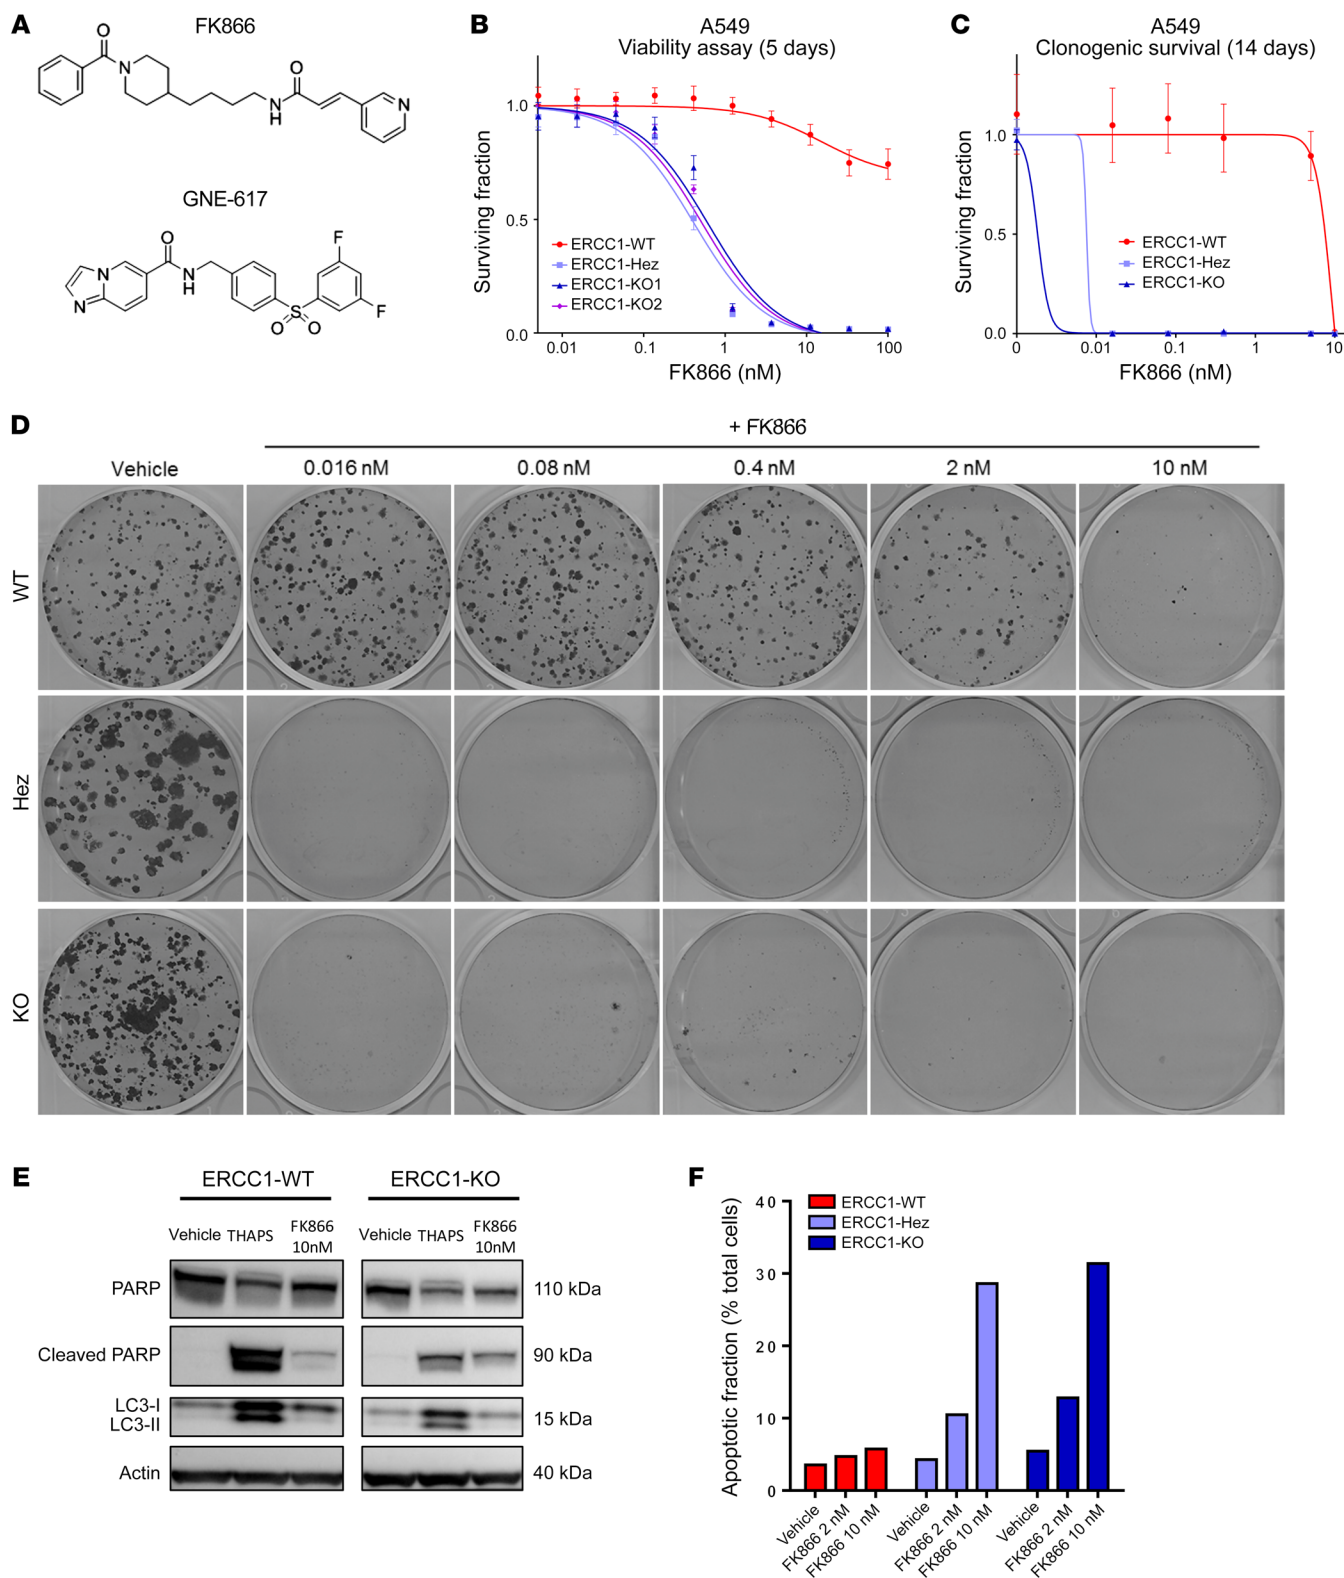 A
FK866
O
N
O
N
H
N
GNE-617
O
N
N
N
H
S
O O
F
F
B
A549
Viability assay (5 days)
Surviving fraction
1.0
0.5
0.0
ERCC1-WT
ERCC1-Hez
ERCC1-KO1
ERCC1-KO2
0.01 0.1 1 10 100
FK866 (nM)
C
A549
Clonogenic survival (14 days)
Surviving fraction
1.0
0.5
0.0
ERCC1-WT
ERCC1-Hez
ERCC1-KO
0 0.01 0.1 1 10
FK866 (nM)
D
+ FK866
Vehicle 0.016 nM 0.08 nM 0.4 nM 2 nM 10 nM
WT
Hez
KO
E
ERCC1-WT ERCC1-KO
Vehicle THAPS FK866 10nM Vehicle THAPS FK866 10nM
PARP 110 kDa
Cleaved PARP 90 kDa
LC3-I
LC3-II 15 kDa
Actin 40 kDa
F
Apoptotic fraction (% total cells)
40
30
20
10
0
ERCC1-WT
ERCC1-Hez
ERCC1-KO
Vehicle FK866 2 nM FK866 10 nM Vehicle FK866 2 nM FK866 10 nM Vehicle FK866 2 nM FK866 10 nM